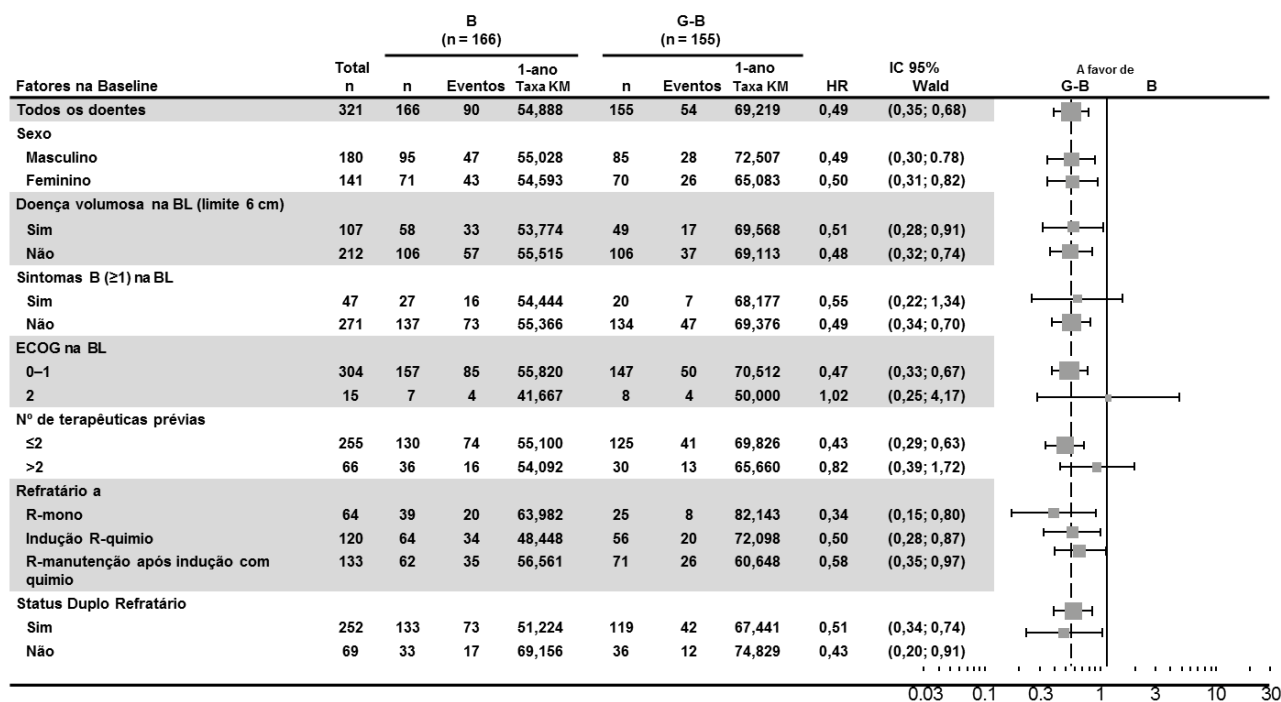 B G-B
(n = 166) (n = 155)
Total 1-ano 1-ano IC 95% A favor de
Fatores na Baseline n n Eventos Taxa KM n Eventos Taxa KM HR Wald G-B B
Todos os doentes 321 166 90 54,888 155 54 69,219 0,49 (0,35; 0,68)
Sexo
Masculino 180 95 47 55,028 85 28 72,507 0,49 (0,30; 0.78)
Feminino 141 71 43 54,593 70 26 65,083 0,50 (0,31; 0,82)
Doença volumosa na BL (limite 6 cm)
Sim 107 58 33 53,774 49 17 69,568 0,51 (0,28; 0,91)
Não 212 106 57 55,515 106 37 69,113 0,48 (0,32; 0,74)
Sintomas B (≥1) na BL
Sim 47 27 16 54,444 20 7 68,177 0,55 (0,22; 1,34)
Não 271 137 73 55,366 134 47 69,376 0,49 (0,34; 0,70)
ECOG na BL
0–1 304 157 85 55,820 147 50 70,512 0,47 (0,33; 0,67)
2 15 7 4 41,667 8 4 50,000 1,02 (0,25; 4,17)
Nº de terapêuticas prévias
≤2 255 130 74 55,100 125 41 69,826 0,43 (0,29; 0,63)
>2 66 36 16 54,092 30 13 65,660 0,82 (0,39; 1,72)
Refratário a
R-mono 64 39 20 63,982 25 8 82,143 0,34 (0,15; 0,80)
Indução R-quimio 120 64 34 48,448 56 20 72,098 0,50 (0,28; 0,87)
R-manutenção após indução com 133 62 35 56,561 71 26 60,648 0,58 (0,35; 0,97)
quimio
Status Duplo Refratário
Sim 252 133 73 51,224 119 42 67,441 0,51 (0,34; 0,74)
Não 69 33 17 69,156 36 12 74,829 0,43 (0,20; 0,91)
0.03 0.1 0.3 1 3 10 30